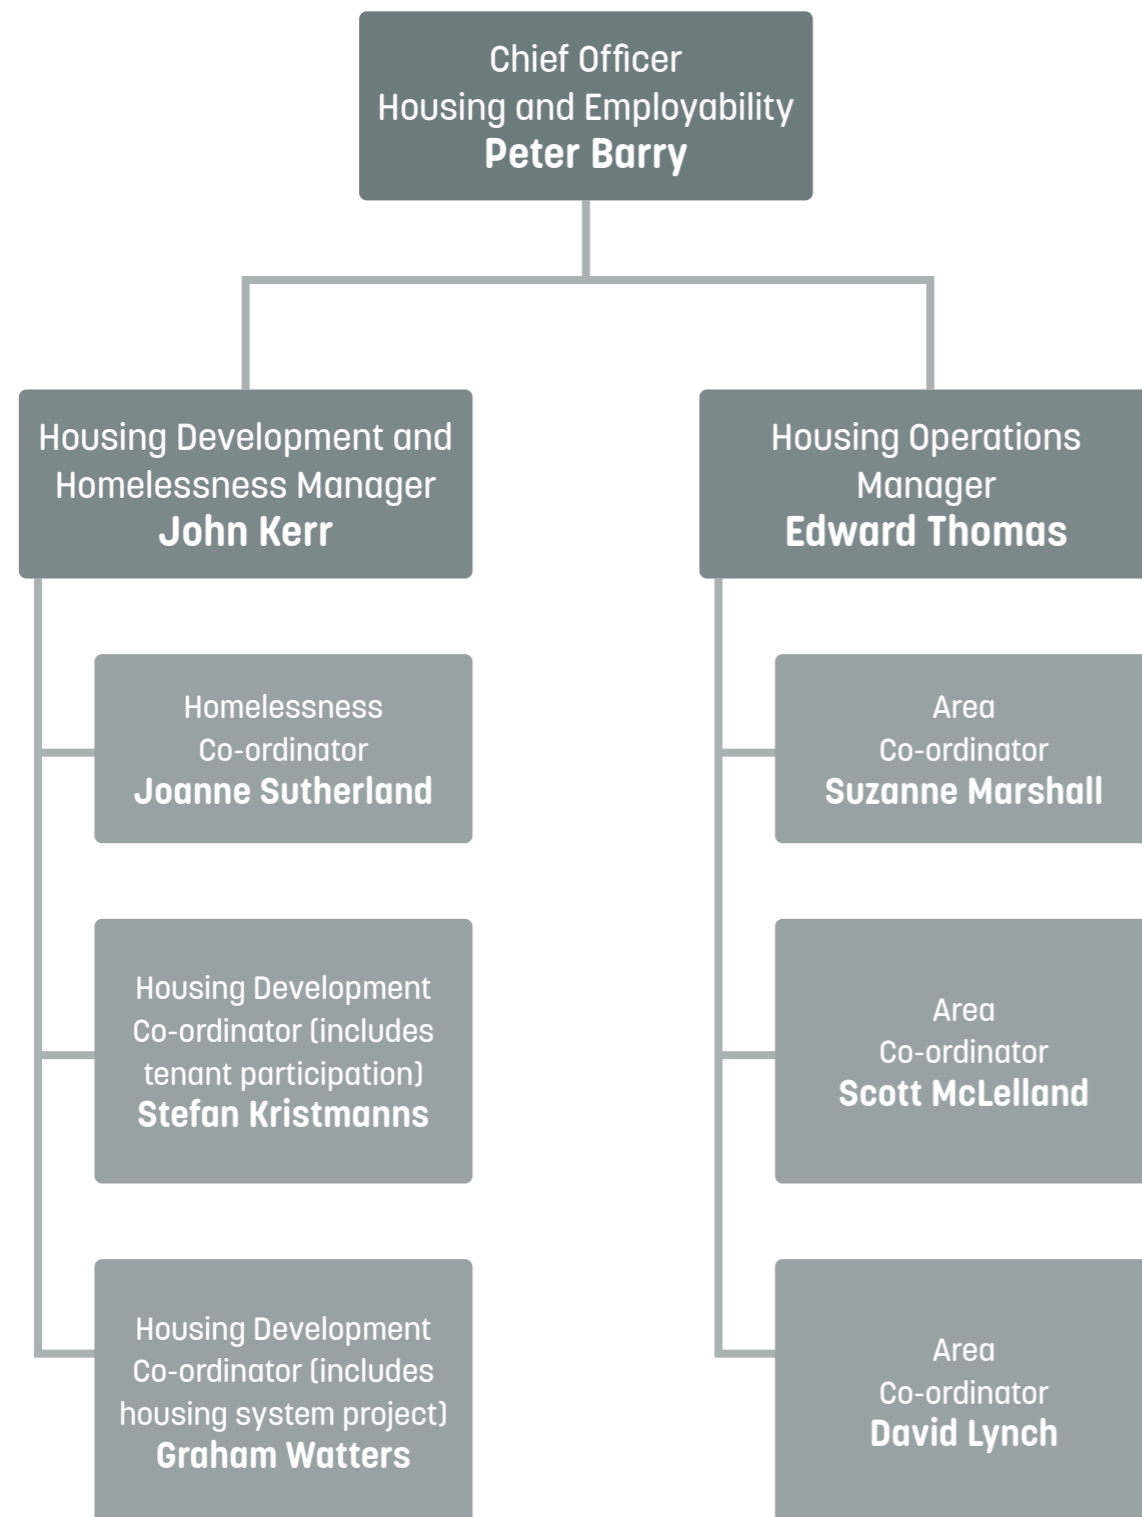 Chief Officer
Housing and Employability
Peter Barry
Housing Development and
Homelessness Manager
John Kerr
Housing Operations
Manager
Edward Thomas
Homelessness
Co-ordinator
Joanne Sutherland
Area
Co-ordinator
Suzanne Marshall
Housing Development
Co-ordinator (includes
tenant participation)
Stefan Kristmanns
Area
Co-ordinator
Scott McLelland
Housing Development
Co-ordinator (includes
housing system project)
Graham Watters
Area
Co-ordinator
David Lynch